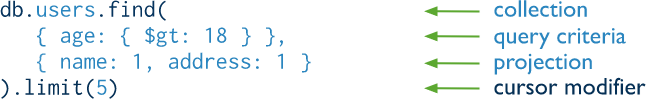 db.users.find( collection
{ age: { $gt: 18 } }, query criteria
{ name: 1, address: 1 } projection
).limit(5) cursor modifier